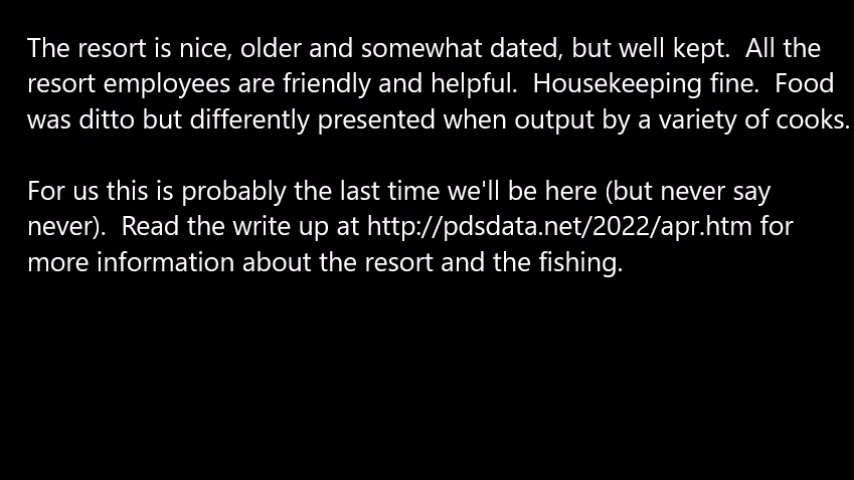 The resort is nice, older and somewhat dated, but well kept.  All the
resort employees are friendly and helpful.  Housekeeping fine.  Food
was ditto but differently presented when output by a variety of cooks.
For us this is probably the last time we'll be here (but never say
never).  Read the write up at http://pdsdata.net/2022/apr.htm for
more information about the resort and the fishing.